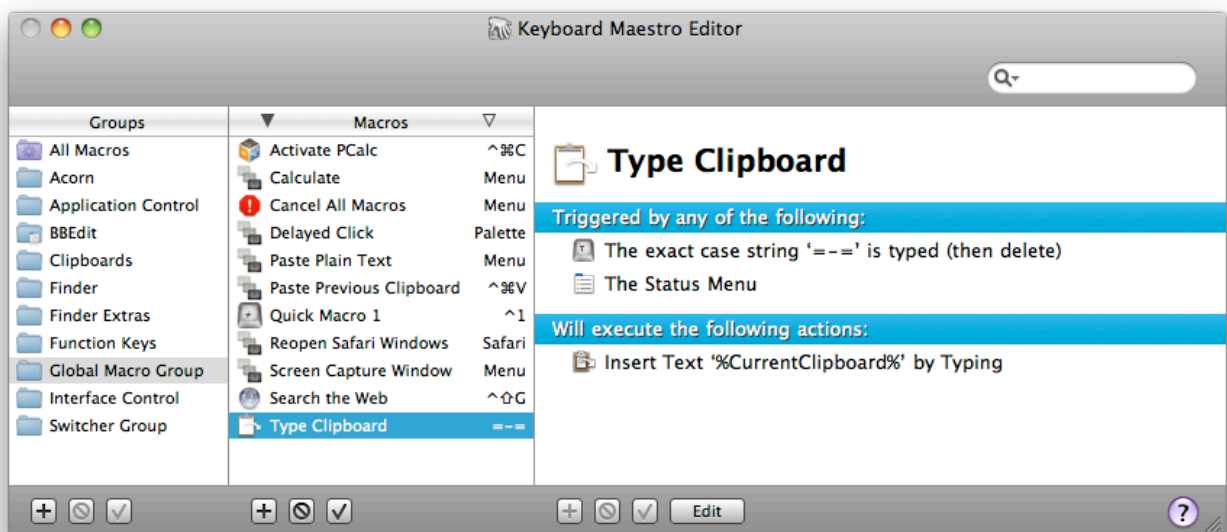 Keyboard Maestro Editor
Groups
All Macros
Acorn
Application Control
BBEdit
Clipboards
Finder
Finder Extras
Function Keys
Global Macro Group
Interface Control
Switcher Group
▼ Macros ▽
Activate PCalc ^⌘C
Calculate Menu
Cancel All Macros Menu
Delayed Click Palette
Paste Plain Text Menu
Paste Previous Clipboard ^⌘V
Quick Macro 1 ^1
Reopen Safari Windows Safari
Screen Capture Window Menu
Search the Web ^⇧G
Type Clipboard =-=
Type Clipboard
Triggered by any of the following:
The exact case string ‘=-=’ is typed (then delete)
The Status Menu
Will execute the following actions:
Insert Text ‘%CurrentClipboard%’ by Typing
Edit
?